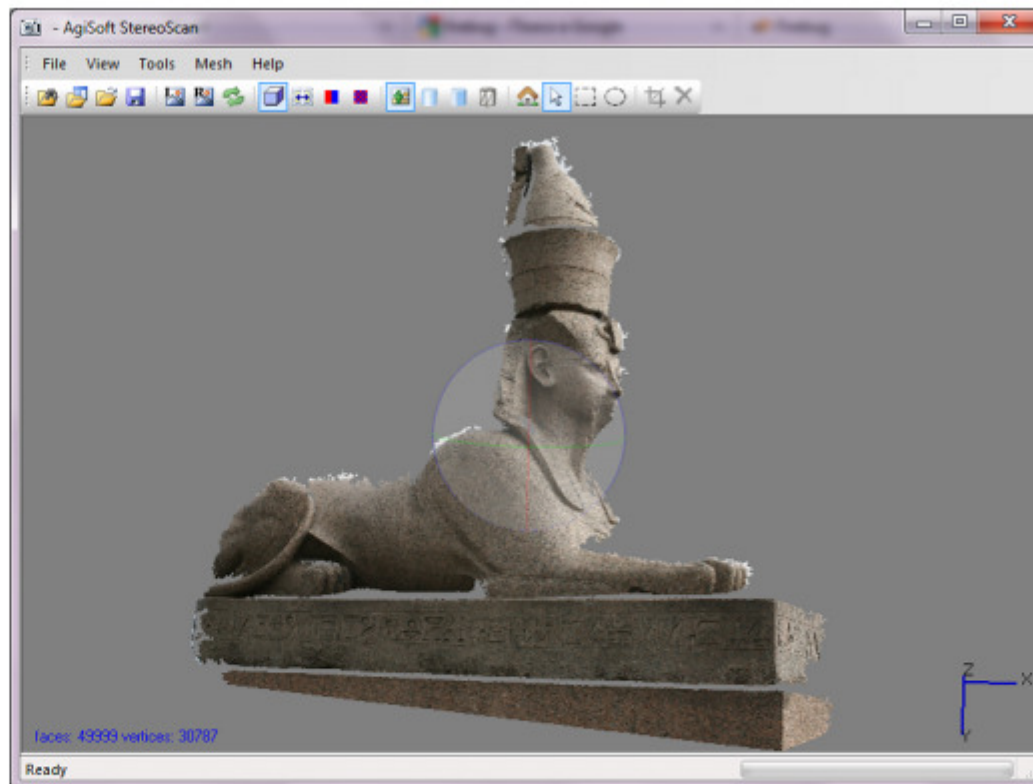 - AgiSoft StereoScan
File View Tools Mesh Help
Z
X
Y
faces: 49999 vertices: 30787
Ready